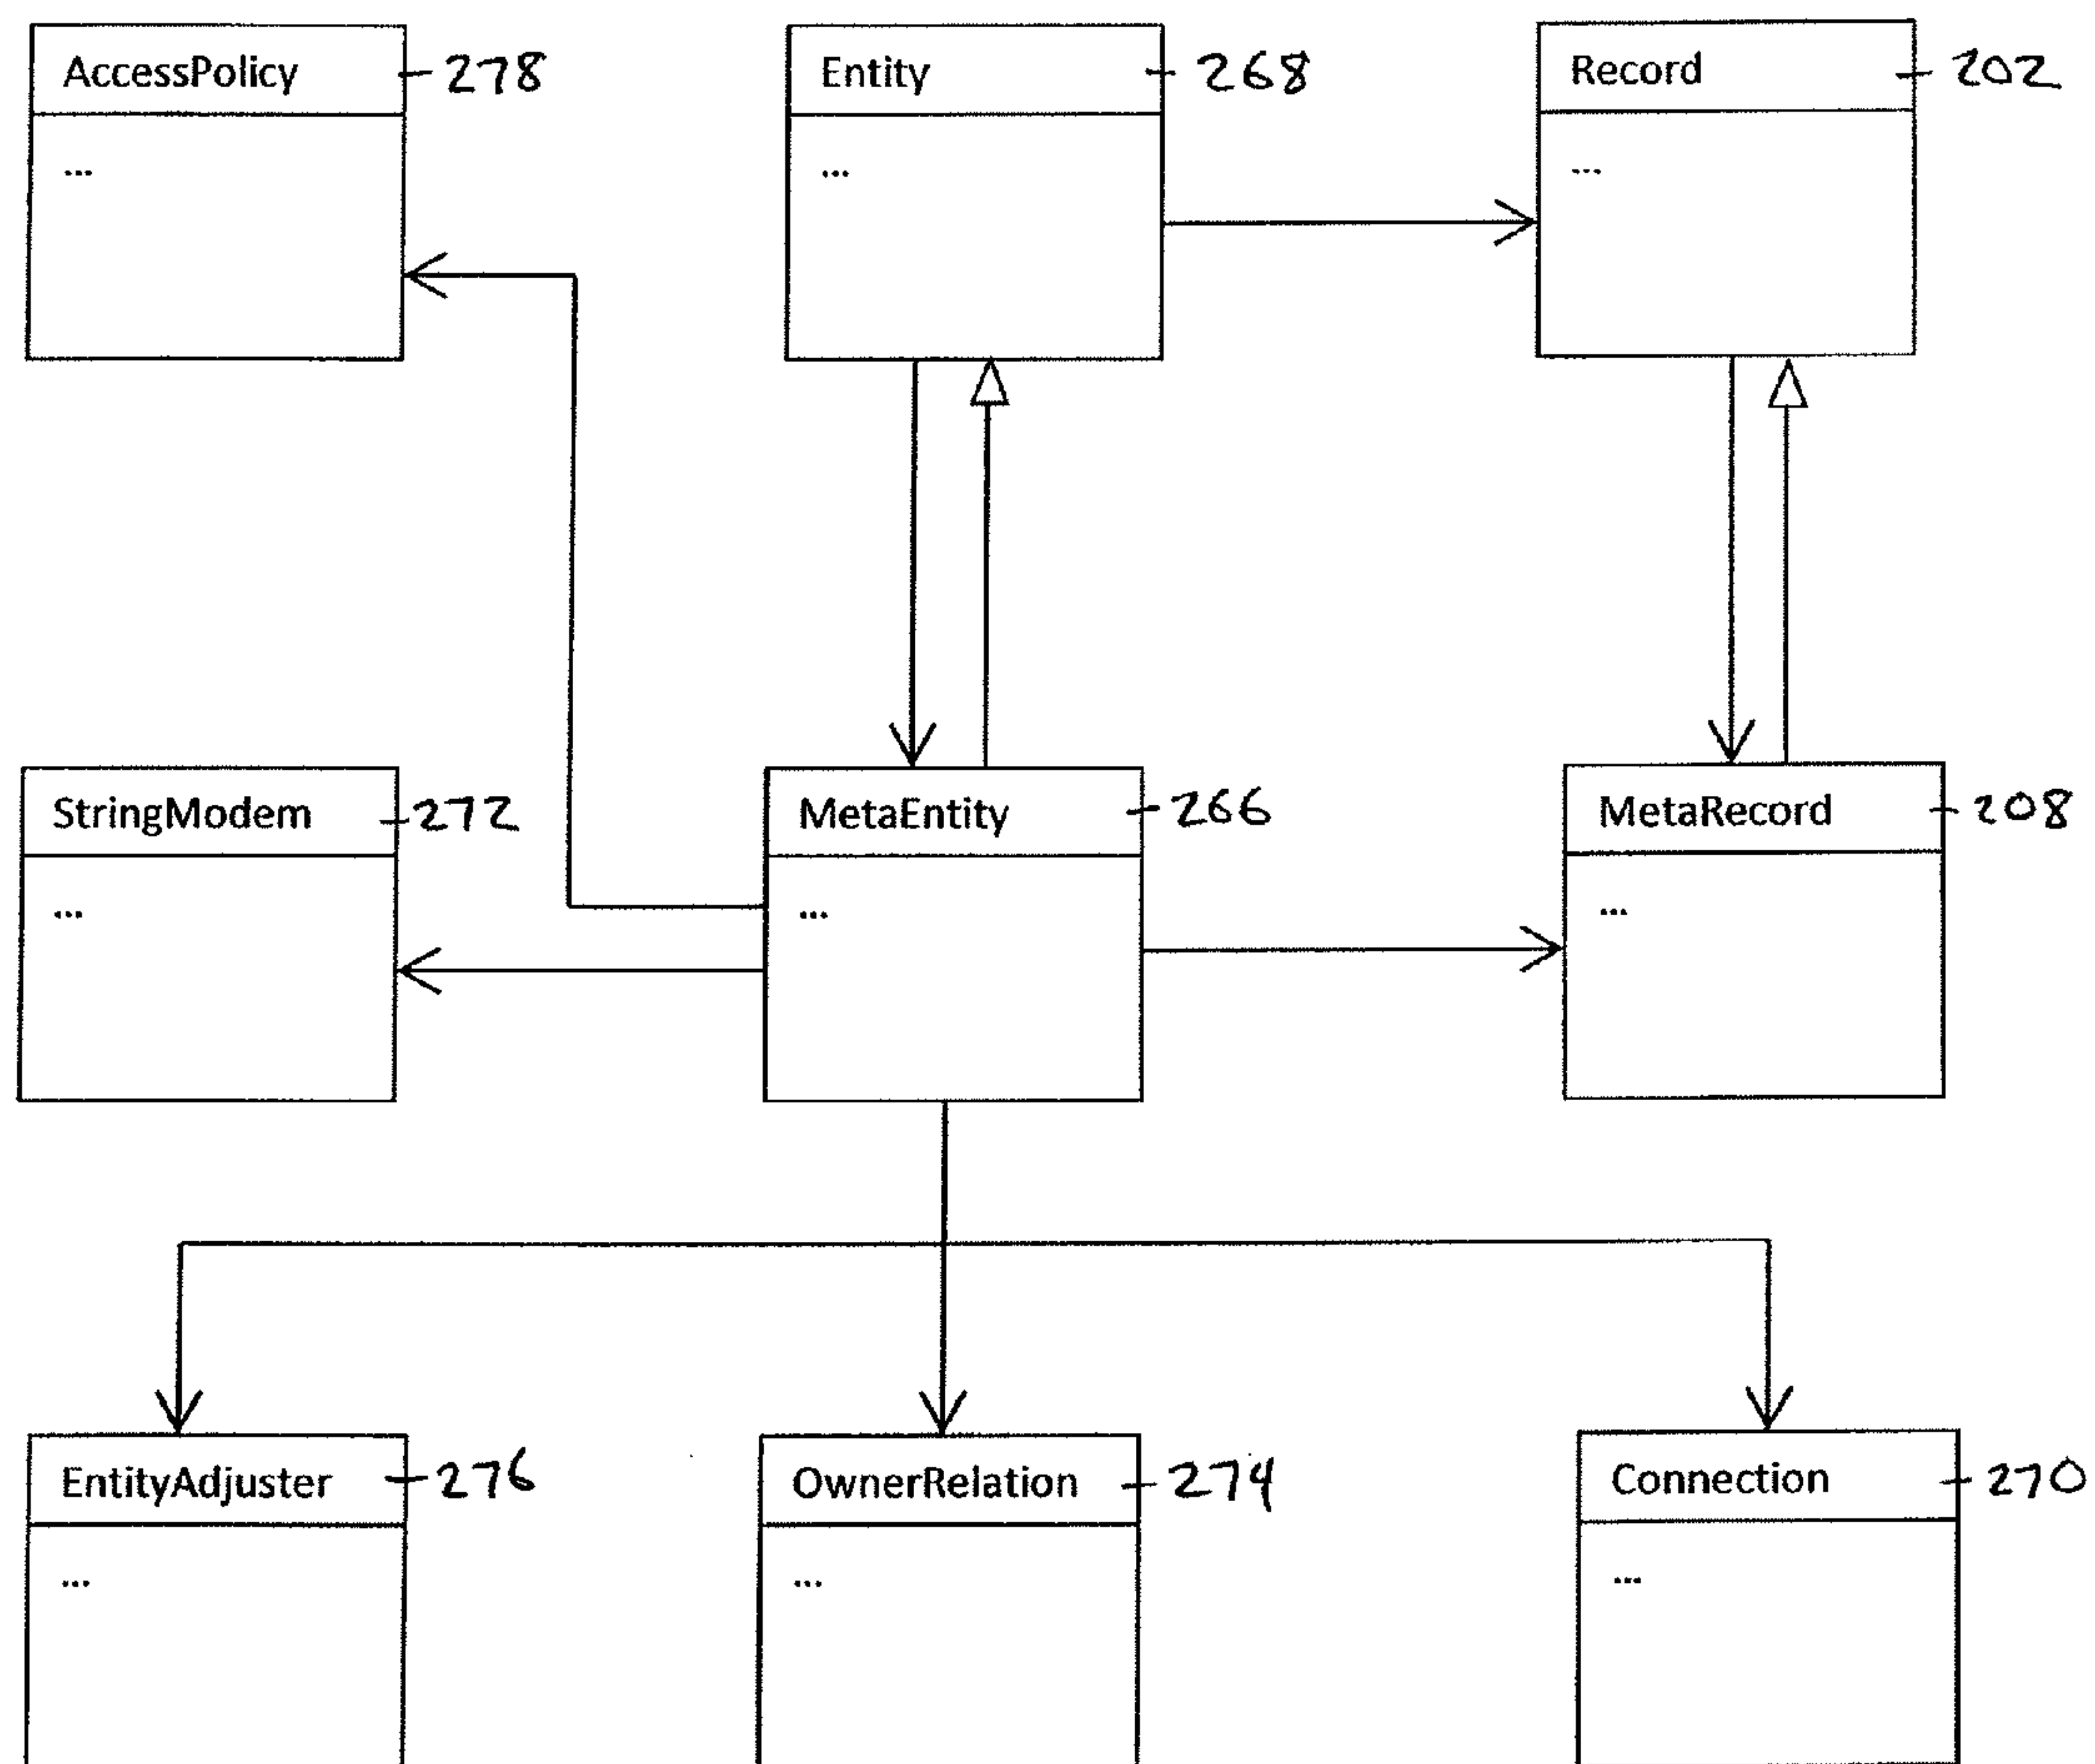 AccessPolicy 278
Entity 268
Record 202
...
...
...
StringModem 272
MetaEntity 266
MetaRecord 208
...
...
...
EntityAdjuster 276
OwnerRelation 274
Connection 270
...
...
...